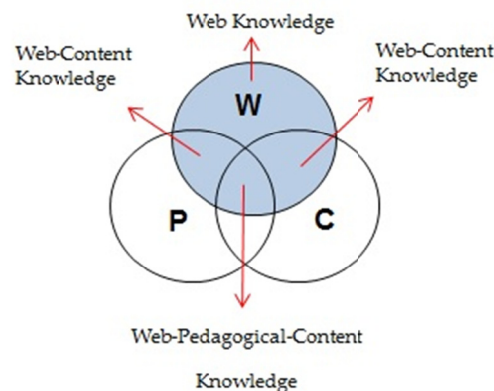 Web Knowledge
Web-Content
Knowledge
Web-Content
Knowledge
W
P
C
Web-Pedagogical-Content
Knowledge